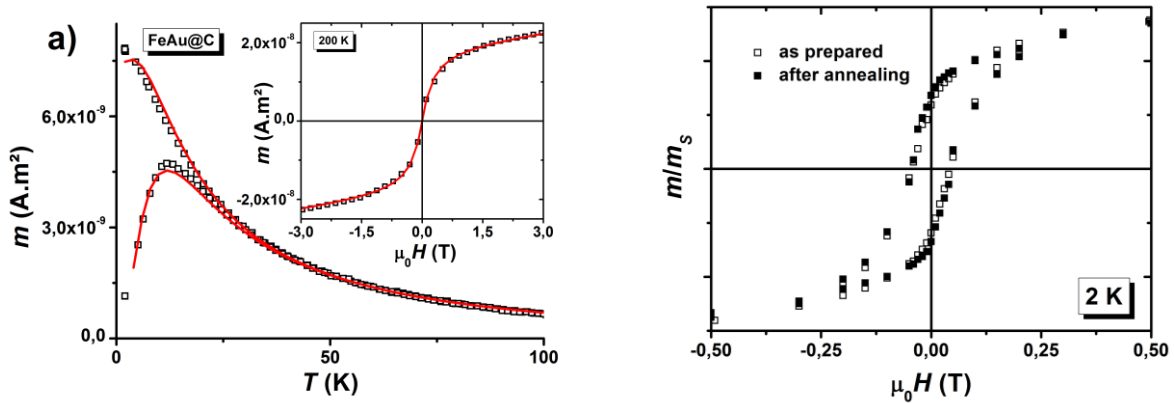 a)
FeAu@C
200 K
2,0x10⁻⁸
0,0
-2,0x10⁻⁸
m (A.m²)
-3,0 -1,5 0,0 1,5 3,0
μ₀H (T)
6,0x10⁻⁹
3,0x10⁻⁹
0,0
m (A.m²)
0 50 100
T (K)
as prepared
after annealing
m/mS
2 K
-0,50 -0,25 0,00 0,25 0,50
μ₀H (T)